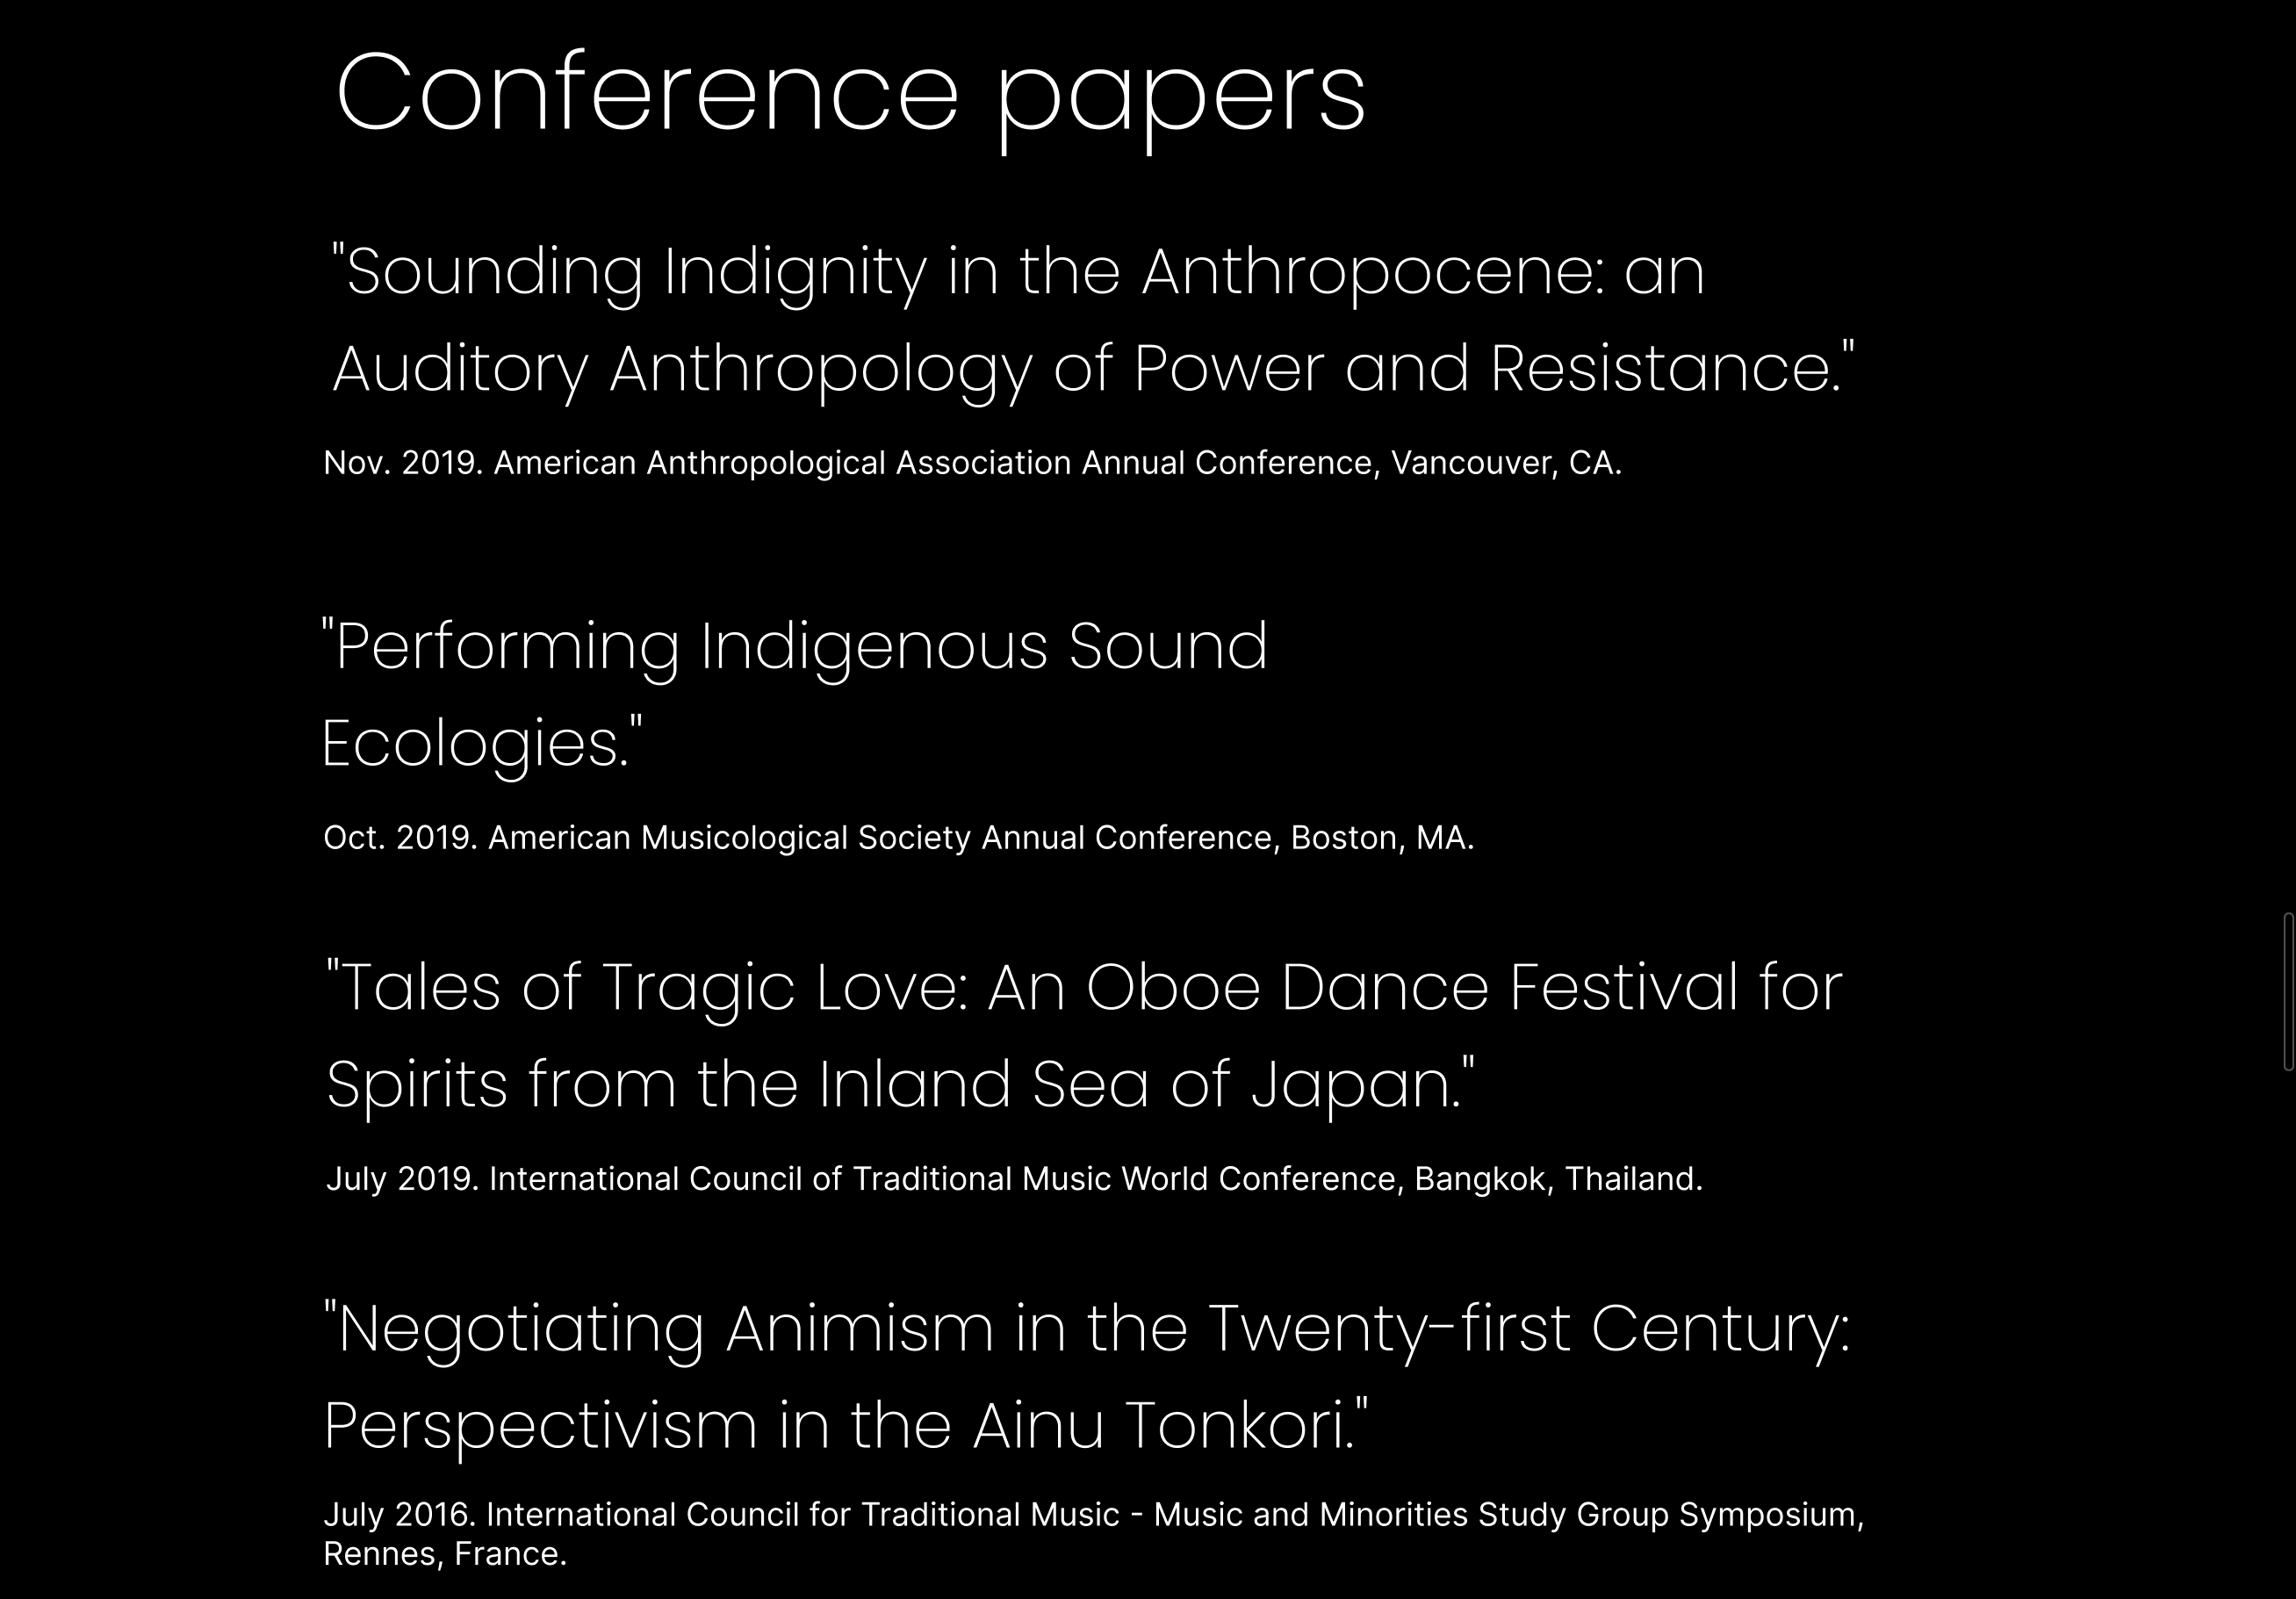 Conference papers
"Sounding Indignity in the Anthropocene: an
Auditory Anthropology of Power and Resistance."
Nov. 2019. American Anthropological Association Annual Conference, Vancouver, CA.
"Performing Indigenous Sound
Ecologies."
Oct. 2019. American Musicological Society Annual Conference, Boston, MA.
"Tales of Tragic Love: An Oboe Dance Festival for
Spirits from the Inland Sea of Japan."
July 2019. International Council of Traditional Music World Conference, Bangkok, Thailand.
"Negotiating Animism in the Twenty-first Century:
Perspectivism in the Ainu Tonkori."
July 2016. International Council for Traditional Music - Music and Minorities Study Group Symposium,
Rennes, France.